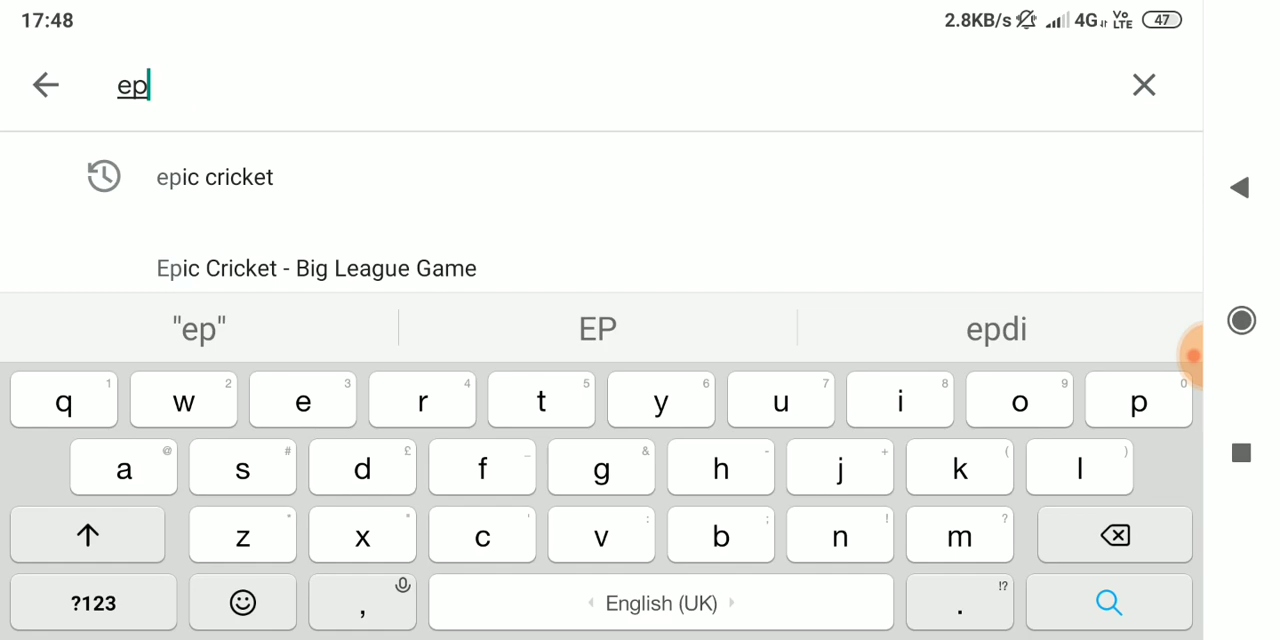 17:48 2.8KB/s 4G Vo LTE 47
ep
epic cricket
Epic Cricket - Big League Game
"ep" EP epdi
q 1 w 2 e 3 r 4 t 5 y 6 u 7 i 8 o 9 p 0
a @ s # d £ f _ g & h - j + k ( l )
z " x * c ' v : b ; n ! m ?
?123 , English (UK) . !?